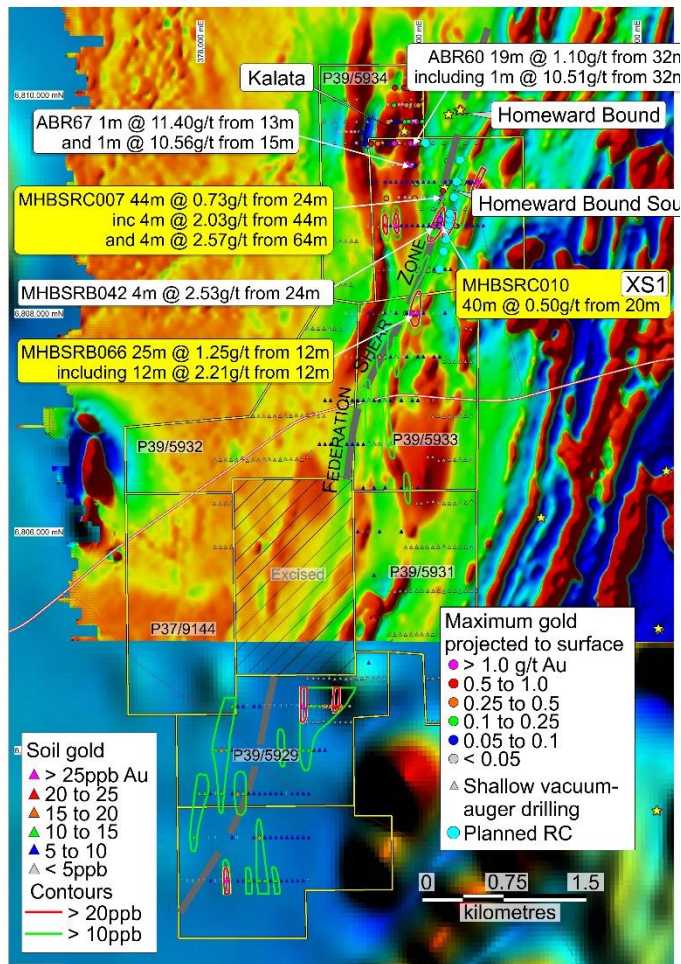 378,000 mE
000 mE
6,810,000 mN
Kalata
P39/5934
ABR60 19m @ 1.10g/t from 32m
including 1m @ 10.51g/t from 32m
Homeward Bound
ABR67 1m @ 11.40g/t from 13m
and 1m @ 10.56g/t from 15m
MHBSRC007 44m @ 0.73g/t from 24m
inc 4m @ 2.03g/t from 44m
and 4m @ 2.57g/t from 64m
Homeward Bound Sou
MHBSRB042 4m @ 2.53g/t from 24m
MHBSRC010
40m @ 0.50g/t from 20m
XS1
6,808,000 mN
MHBSRB066 25m @ 1.25g/t from 12m
including 12m @ 2.21g/t from 12m
FEDERATION SHEAR ZONE
P39/5932
P39/5933
6,806,000 mN
Excised
P39/5931
P37/9144
P39/5929
Maximum gold
projected to surface
> 1.0 g/t Au
0.5 to 1.0
0.25 to 0.5
0.1 to 0.25
0.05 to 0.1
< 0.05
Shallow vacuum-
auger drilling
Planned RC
Soil gold
> 25ppb Au
20 to 25
15 to 20
10 to 15
5 to 10
< 5ppb
Contours
> 20ppb
> 10ppb
0 0.75 1.5
kilometres